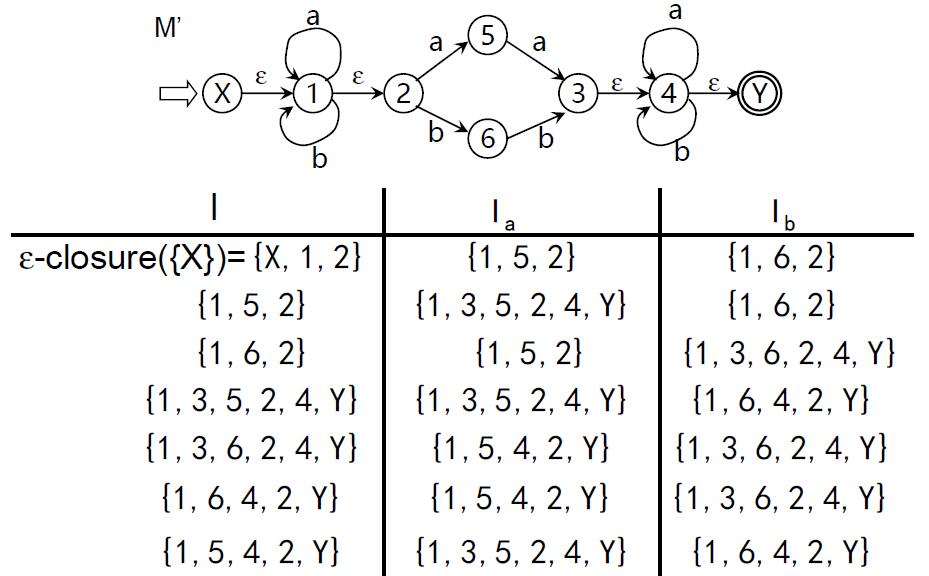 M’
a a
5
a a
X ε 1 ε 2 3 ε 4 ε Y
b 6 b
b b
I I a I b
ε-closure({X})= {X, 1, 2} {1, 5, 2} {1, 6, 2}
{1, 5, 2} {1, 3, 5, 2, 4, Y} {1, 6, 2}
{1, 6, 2} {1, 5, 2} {1, 3, 6, 2, 4, Y}
{1, 3, 5, 2, 4, Y} {1, 3, 5, 2, 4, Y} {1, 6, 4, 2, Y}
{1, 3, 6, 2, 4, Y} {1, 5, 4, 2, Y} {1, 3, 6, 2, 4, Y}
{1, 6, 4, 2, Y} {1, 5, 4, 2, Y} {1, 3, 6, 2, 4, Y}
{1, 5, 4, 2, Y} {1, 3, 5, 2, 4, Y} {1, 6, 4, 2, Y}